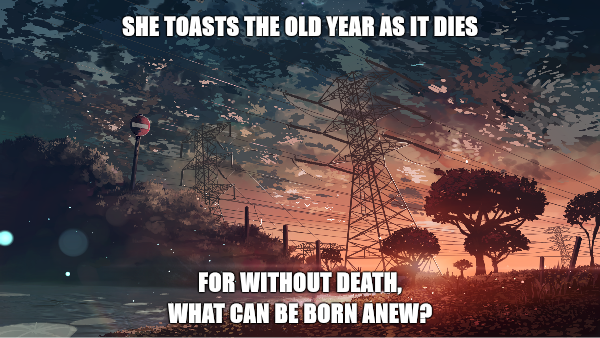 SHE TOASTS THE OLD YEAR AS IT DIES
FOR WITHOUT DEATH,
WHAT CAN BE BORN ANEW?